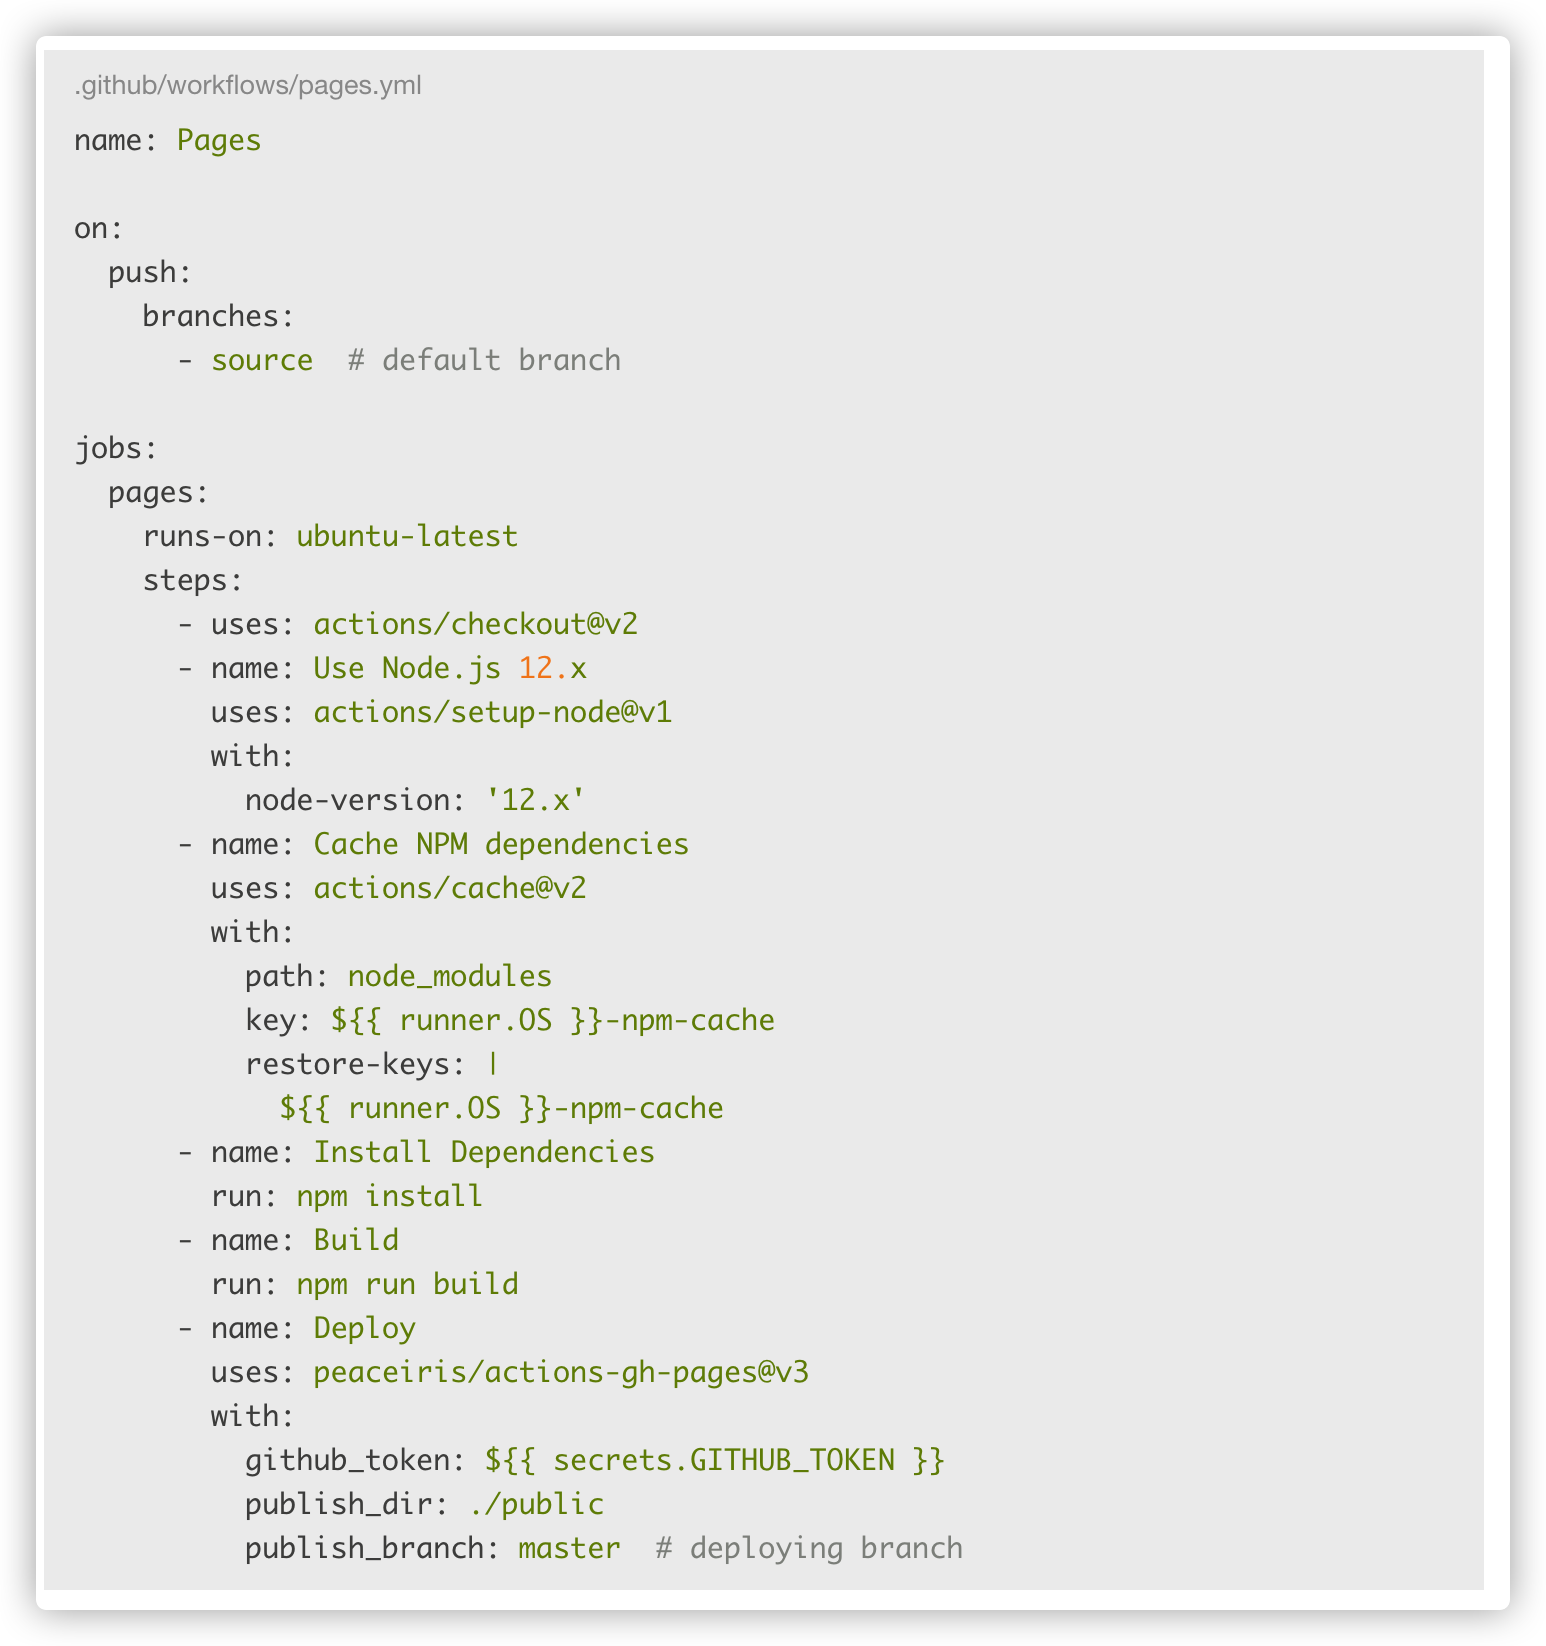 .github/workflows/pages.yml
name: Pages

on:
  push:
    branches:
      - source  # default branch

jobs:
  pages:
    runs-on: ubuntu-latest
    steps:
      - uses: actions/checkout@v2
      - name: Use Node.js 12.x
        uses: actions/setup-node@v1
        with:
          node-version: '12.x'
      - name: Cache NPM dependencies
        uses: actions/cache@v2
        with:
          path: node_modules
          key: ${{ runner.OS }}-npm-cache
          restore-keys: |
            ${{ runner.OS }}-npm-cache
      - name: Install Dependencies
        run: npm install
      - name: Build
        run: npm run build
      - name: Deploy
        uses: peaceiris/actions-gh-pages@v3
        with:
          github_token: ${{ secrets.GITHUB_TOKEN }}
          publish_dir: ./public
          publish_branch: master  # deploying branch